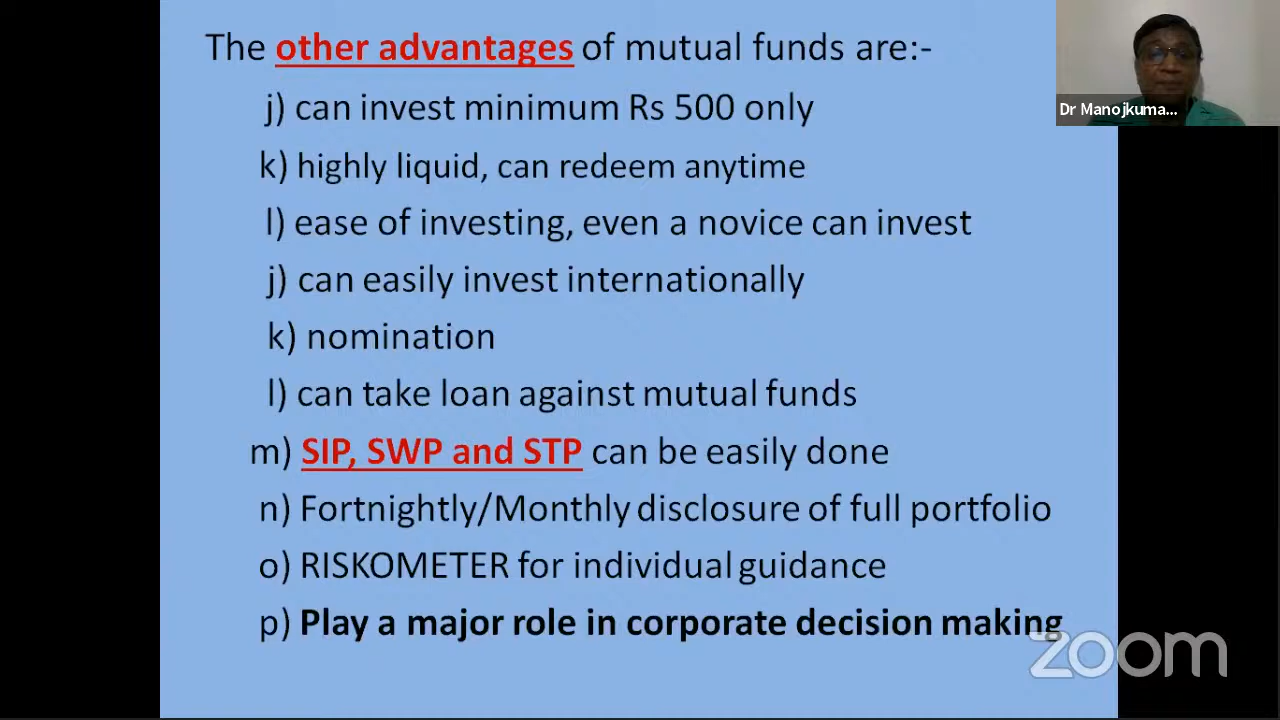 The other advantages of mutual funds are:-
j) can invest minimum Rs 500 only
k) highly liquid, can redeem anytime
l) ease of investing, even a novice can invest
j) can easily invest internationally
k) nomination
l) can take loan against mutual funds
m) SIP, SWP and STP can be easily done
n) Fortnightly/Monthly disclosure of full portfolio
o) RISKOMETER for individual guidance
p) Play a major role in corporate decision making
Dr Manojkuma...
zoom